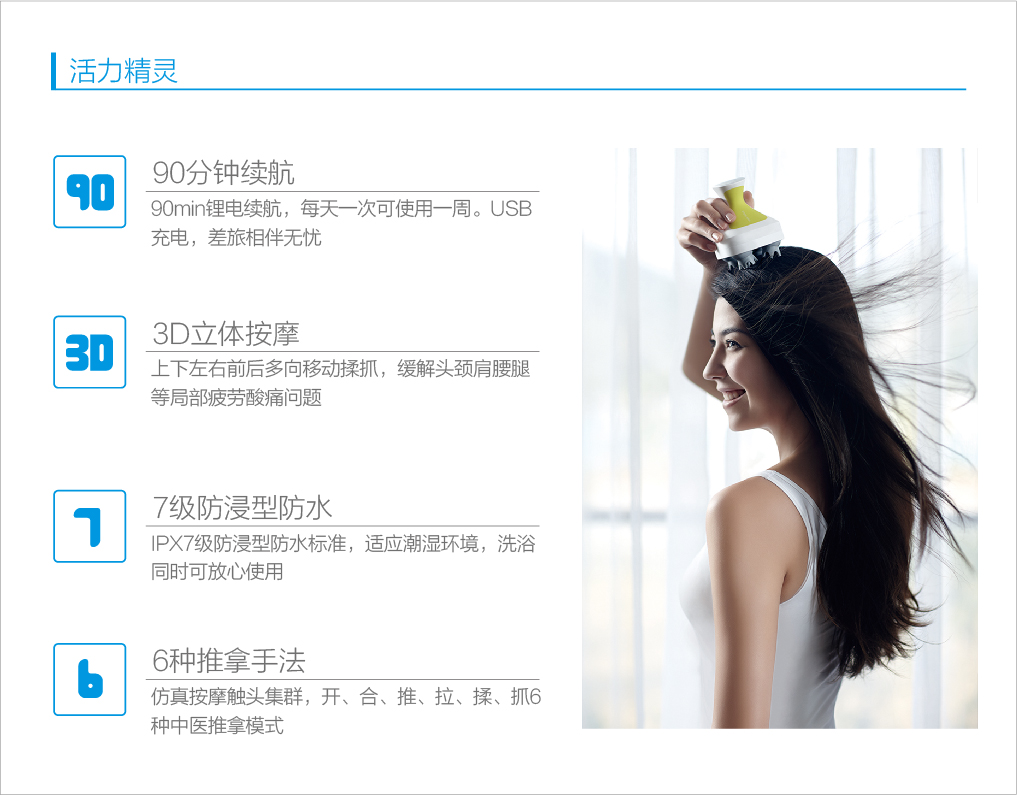 活力精灵
90
90分钟续航
90min锂电续航，每天一次可使用一周。USB
充电，差旅相伴无忧
3D
3D立体按摩
上下左右前后多向移动揉抓，缓解头颈肩腰腿
等局部疲劳酸痛问题
7
7级防浸型防水
IPX7级防浸型防水标准，适应潮湿环境，洗浴
同时可放心使用
6
6种推拿手法
仿真按摩触头集群，开、合、推、拉、揉、抓6
种中医推拿模式